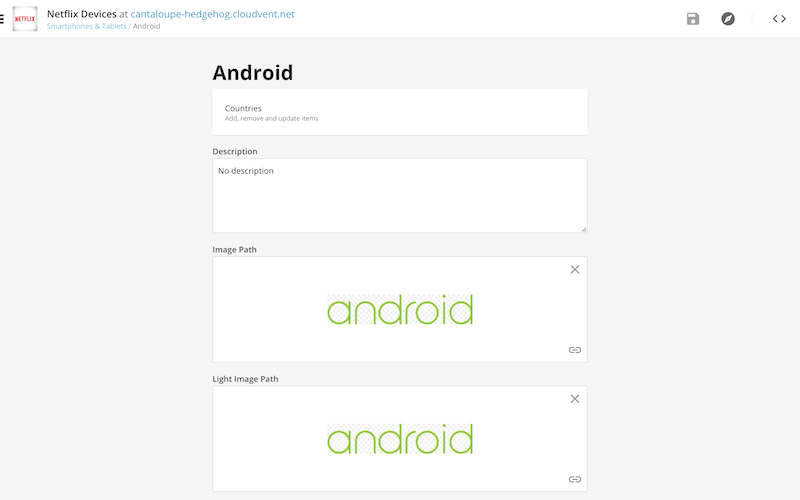 NETFLIX
Netflix Devices at cantaloupe-hedgehog.cloudvent.net
Smartphones & Tablets / Android
Android
Countries
Add, remove and update items
Description
No description
Image Path
android
Light Image Path
android